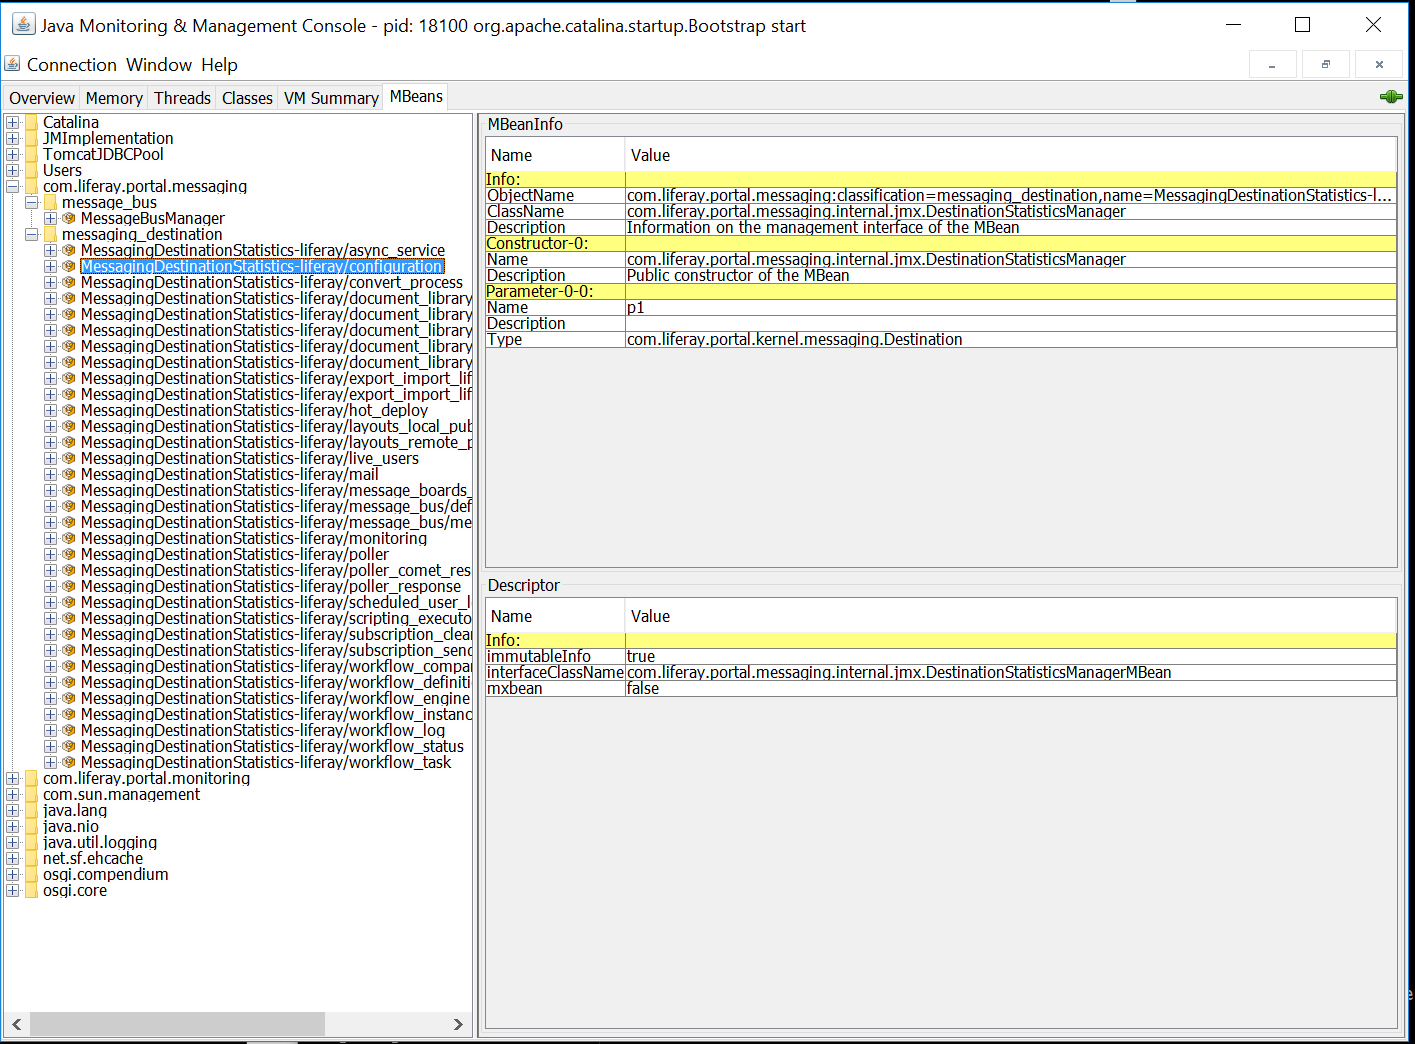 Java Monitoring & Management Console - pid: 18100 org.apache.catalina.startup.Bootstrap start
Connection Window Help
Overview Memory Threads Classes VM Summary MBeans
Catalina
JMImplementation
TomcatJDBCPool
Users
com.liferay.portal.messaging
message_bus
MessageBusManager
messaging_destination
MessagingDestinationStatistics-liferay/async_service
MessagingDestinationStatistics-liferay/configuration
MessagingDestinationStatistics-liferay/convert_process
MessagingDestinationStatistics-liferay/document_library
MessagingDestinationStatistics-liferay/document_library
MessagingDestinationStatistics-liferay/document_library
MessagingDestinationStatistics-liferay/document_library
MessagingDestinationStatistics-liferay/document_library
MessagingDestinationStatistics-liferay/export_import_lif
MessagingDestinationStatistics-liferay/export_import_lif
MessagingDestinationStatistics-liferay/hot_deploy
MessagingDestinationStatistics-liferay/layouts_local_pub
MessagingDestinationStatistics-liferay/layouts_remote_p
MessagingDestinationStatistics-liferay/live_users
MessagingDestinationStatistics-liferay/mail
MessagingDestinationStatistics-liferay/message_boards_
MessagingDestinationStatistics-liferay/message_bus/def
MessagingDestinationStatistics-liferay/message_bus/me
MessagingDestinationStatistics-liferay/monitoring
MessagingDestinationStatistics-liferay/poller
MessagingDestinationStatistics-liferay/poller_comet_res
MessagingDestinationStatistics-liferay/poller_response
MessagingDestinationStatistics-liferay/scheduled_user_l
MessagingDestinationStatistics-liferay/scripting_executo
MessagingDestinationStatistics-liferay/subscription_clea
MessagingDestinationStatistics-liferay/subscription_senc
MessagingDestinationStatistics-liferay/workflow_compa
MessagingDestinationStatistics-liferay/workflow_definiti
MessagingDestinationStatistics-liferay/workflow_engine
MessagingDestinationStatistics-liferay/workflow_instanc
MessagingDestinationStatistics-liferay/workflow_log
MessagingDestinationStatistics-liferay/workflow_status
MessagingDestinationStatistics-liferay/workflow_task
com.liferay.portal.monitoring
com.sun.management
java.lang
java.nio
java.util.logging
net.sf.ehcache
osgi.compendium
osgi.core
MBeanInfo
Name Value
Info:
ObjectName com.liferay.portal.messaging:classification=messaging_destination,name=MessagingDestinationStatistics-l...
ClassName com.liferay.portal.messaging.internal.jmx.DestinationStatisticsManager
Description Information on the management interface of the MBean
Constructor-0:
Name com.liferay.portal.messaging.internal.jmx.DestinationStatisticsManager
Description Public constructor of the MBean
Parameter-0-0:
Name p1
Description
Type com.liferay.portal.kernel.messaging.Destination
Descriptor
Name Value
Info:
immutableInfo true
interfaceClassName com.liferay.portal.messaging.internal.jmx.DestinationStatisticsManagerMBean
mxbean false